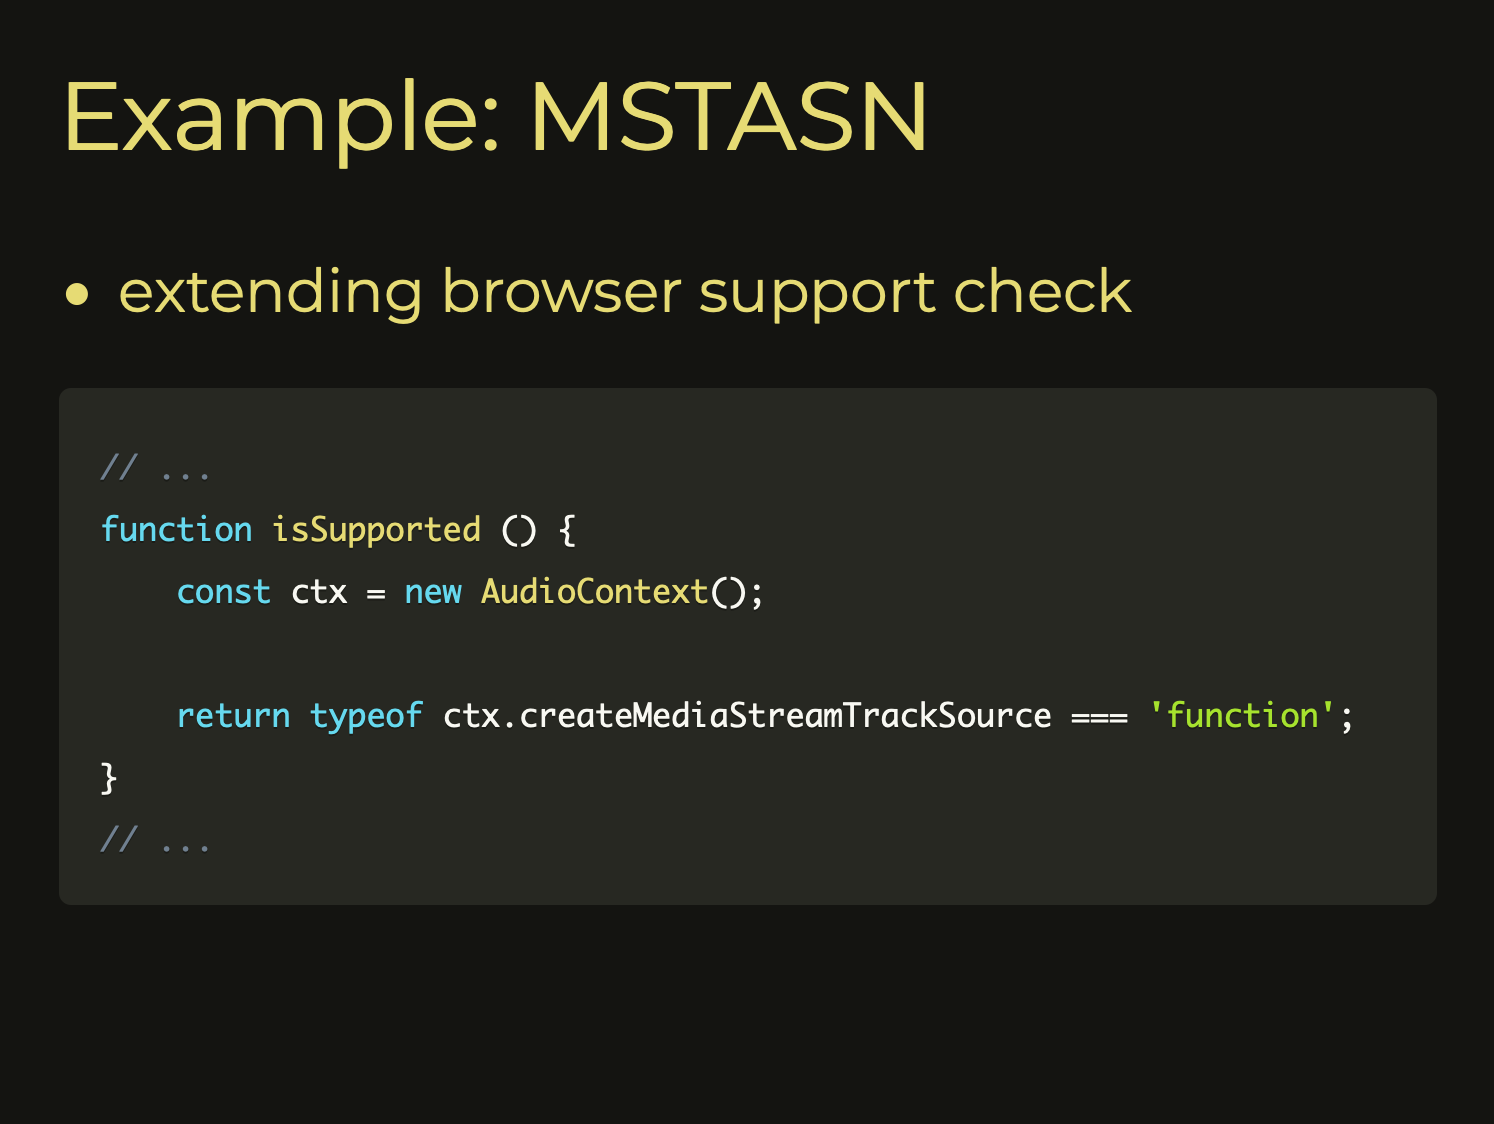 Example: MSTASN
• extending browser support check
// ...
function isSupported () {
    const ctx = new AudioContext();

    return typeof ctx.createMediaStreamTrackSource === 'function';
}
// ...